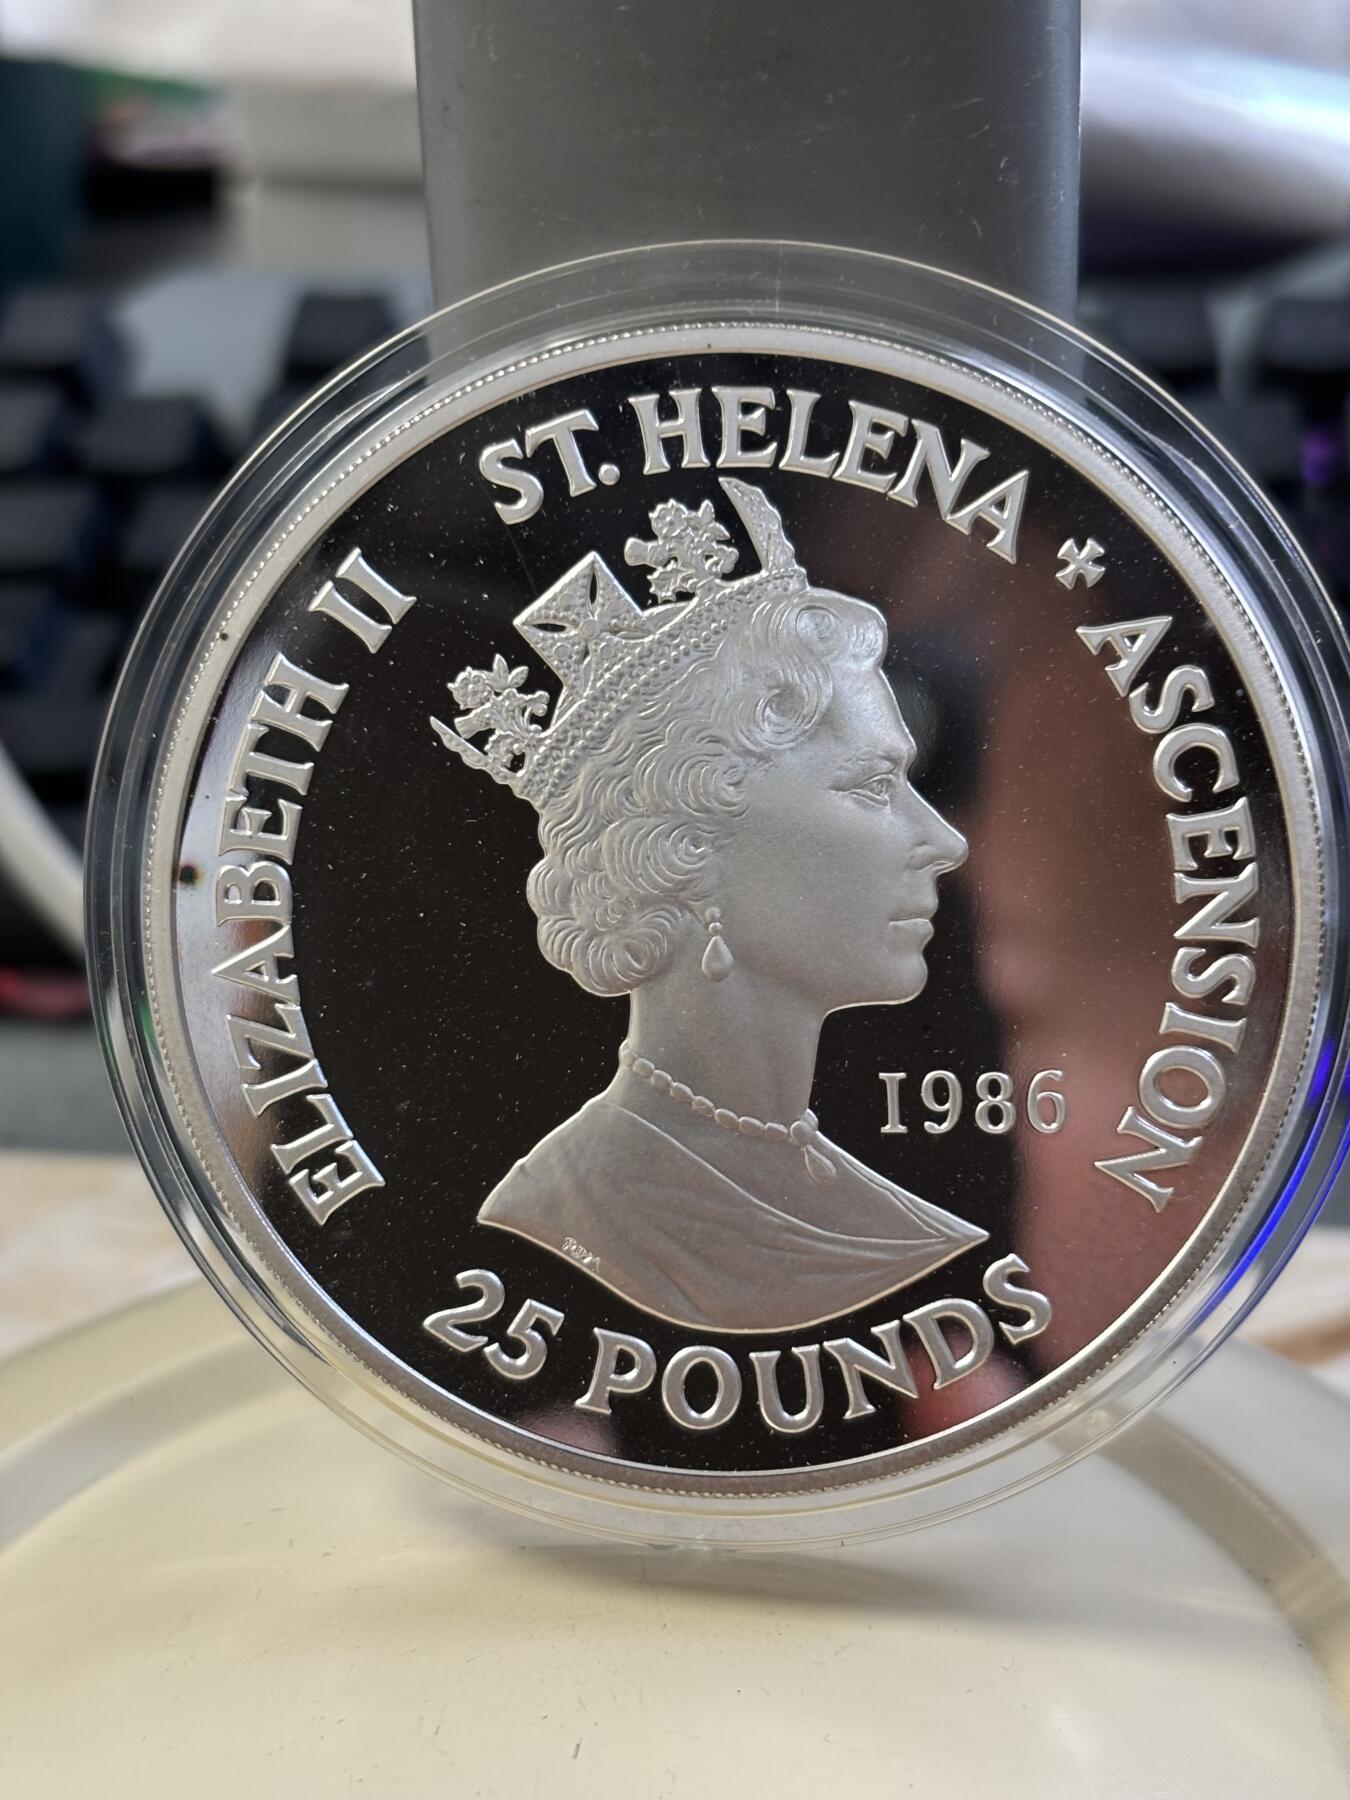 ELIZABETH II
ST. HELENA * ASCENSION
1986
25 POUNDS